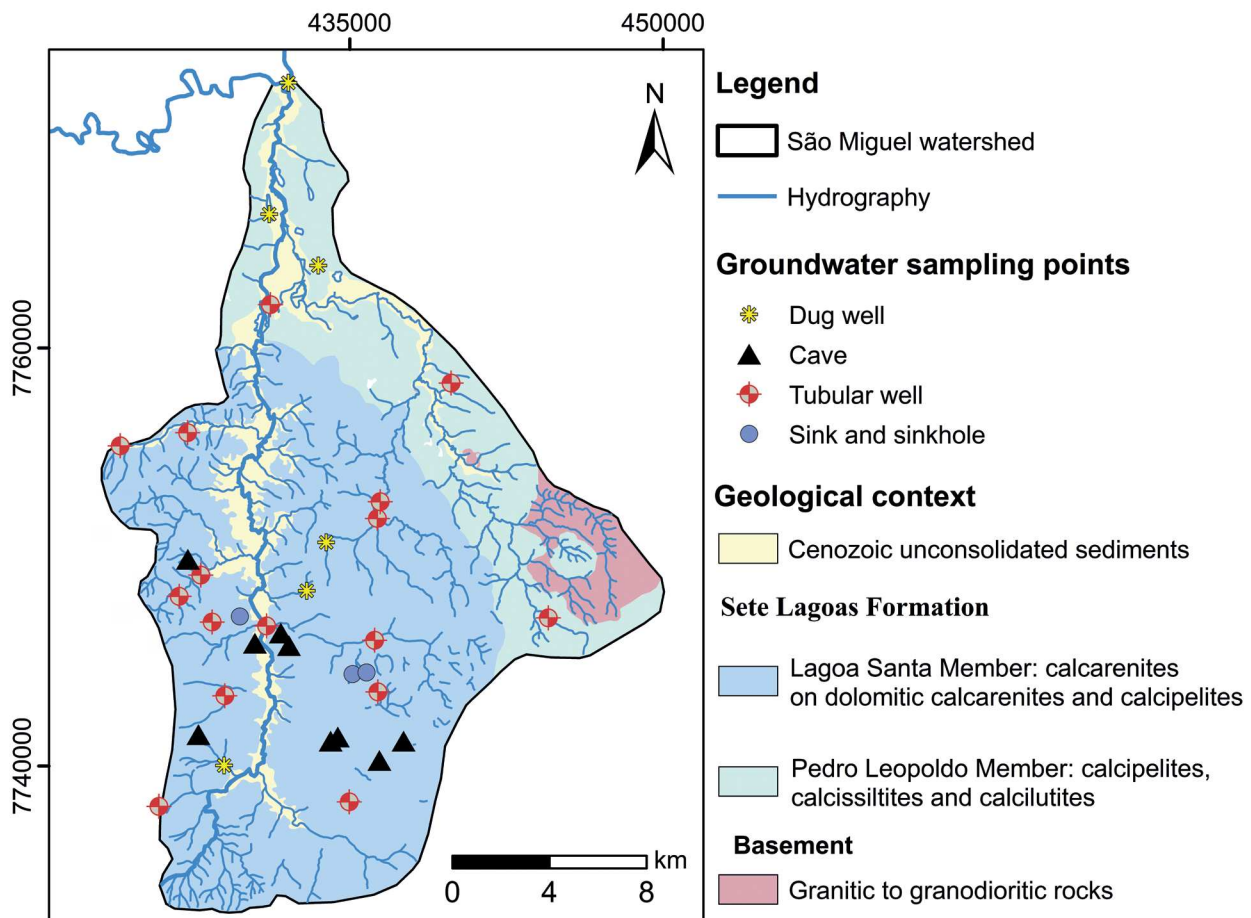 435000
450000
N
7760000
7740000
km
0
4
8
Legend
São Miguel watershed
Hydrography
Groundwater sampling points
Dug well
Cave
Tubular well
Sink and sinkhole
Geological context
Cenozoic unconsolidated sediments
Sete Lagoas Formation
Lagoa Santa Member: calcarenites
on dolomitic calcarenites and calcipelites
Pedro Leopoldo Member: calcipelites,
calcissiltites and calcilutites
Basement
Granitic to granodioritic rocks